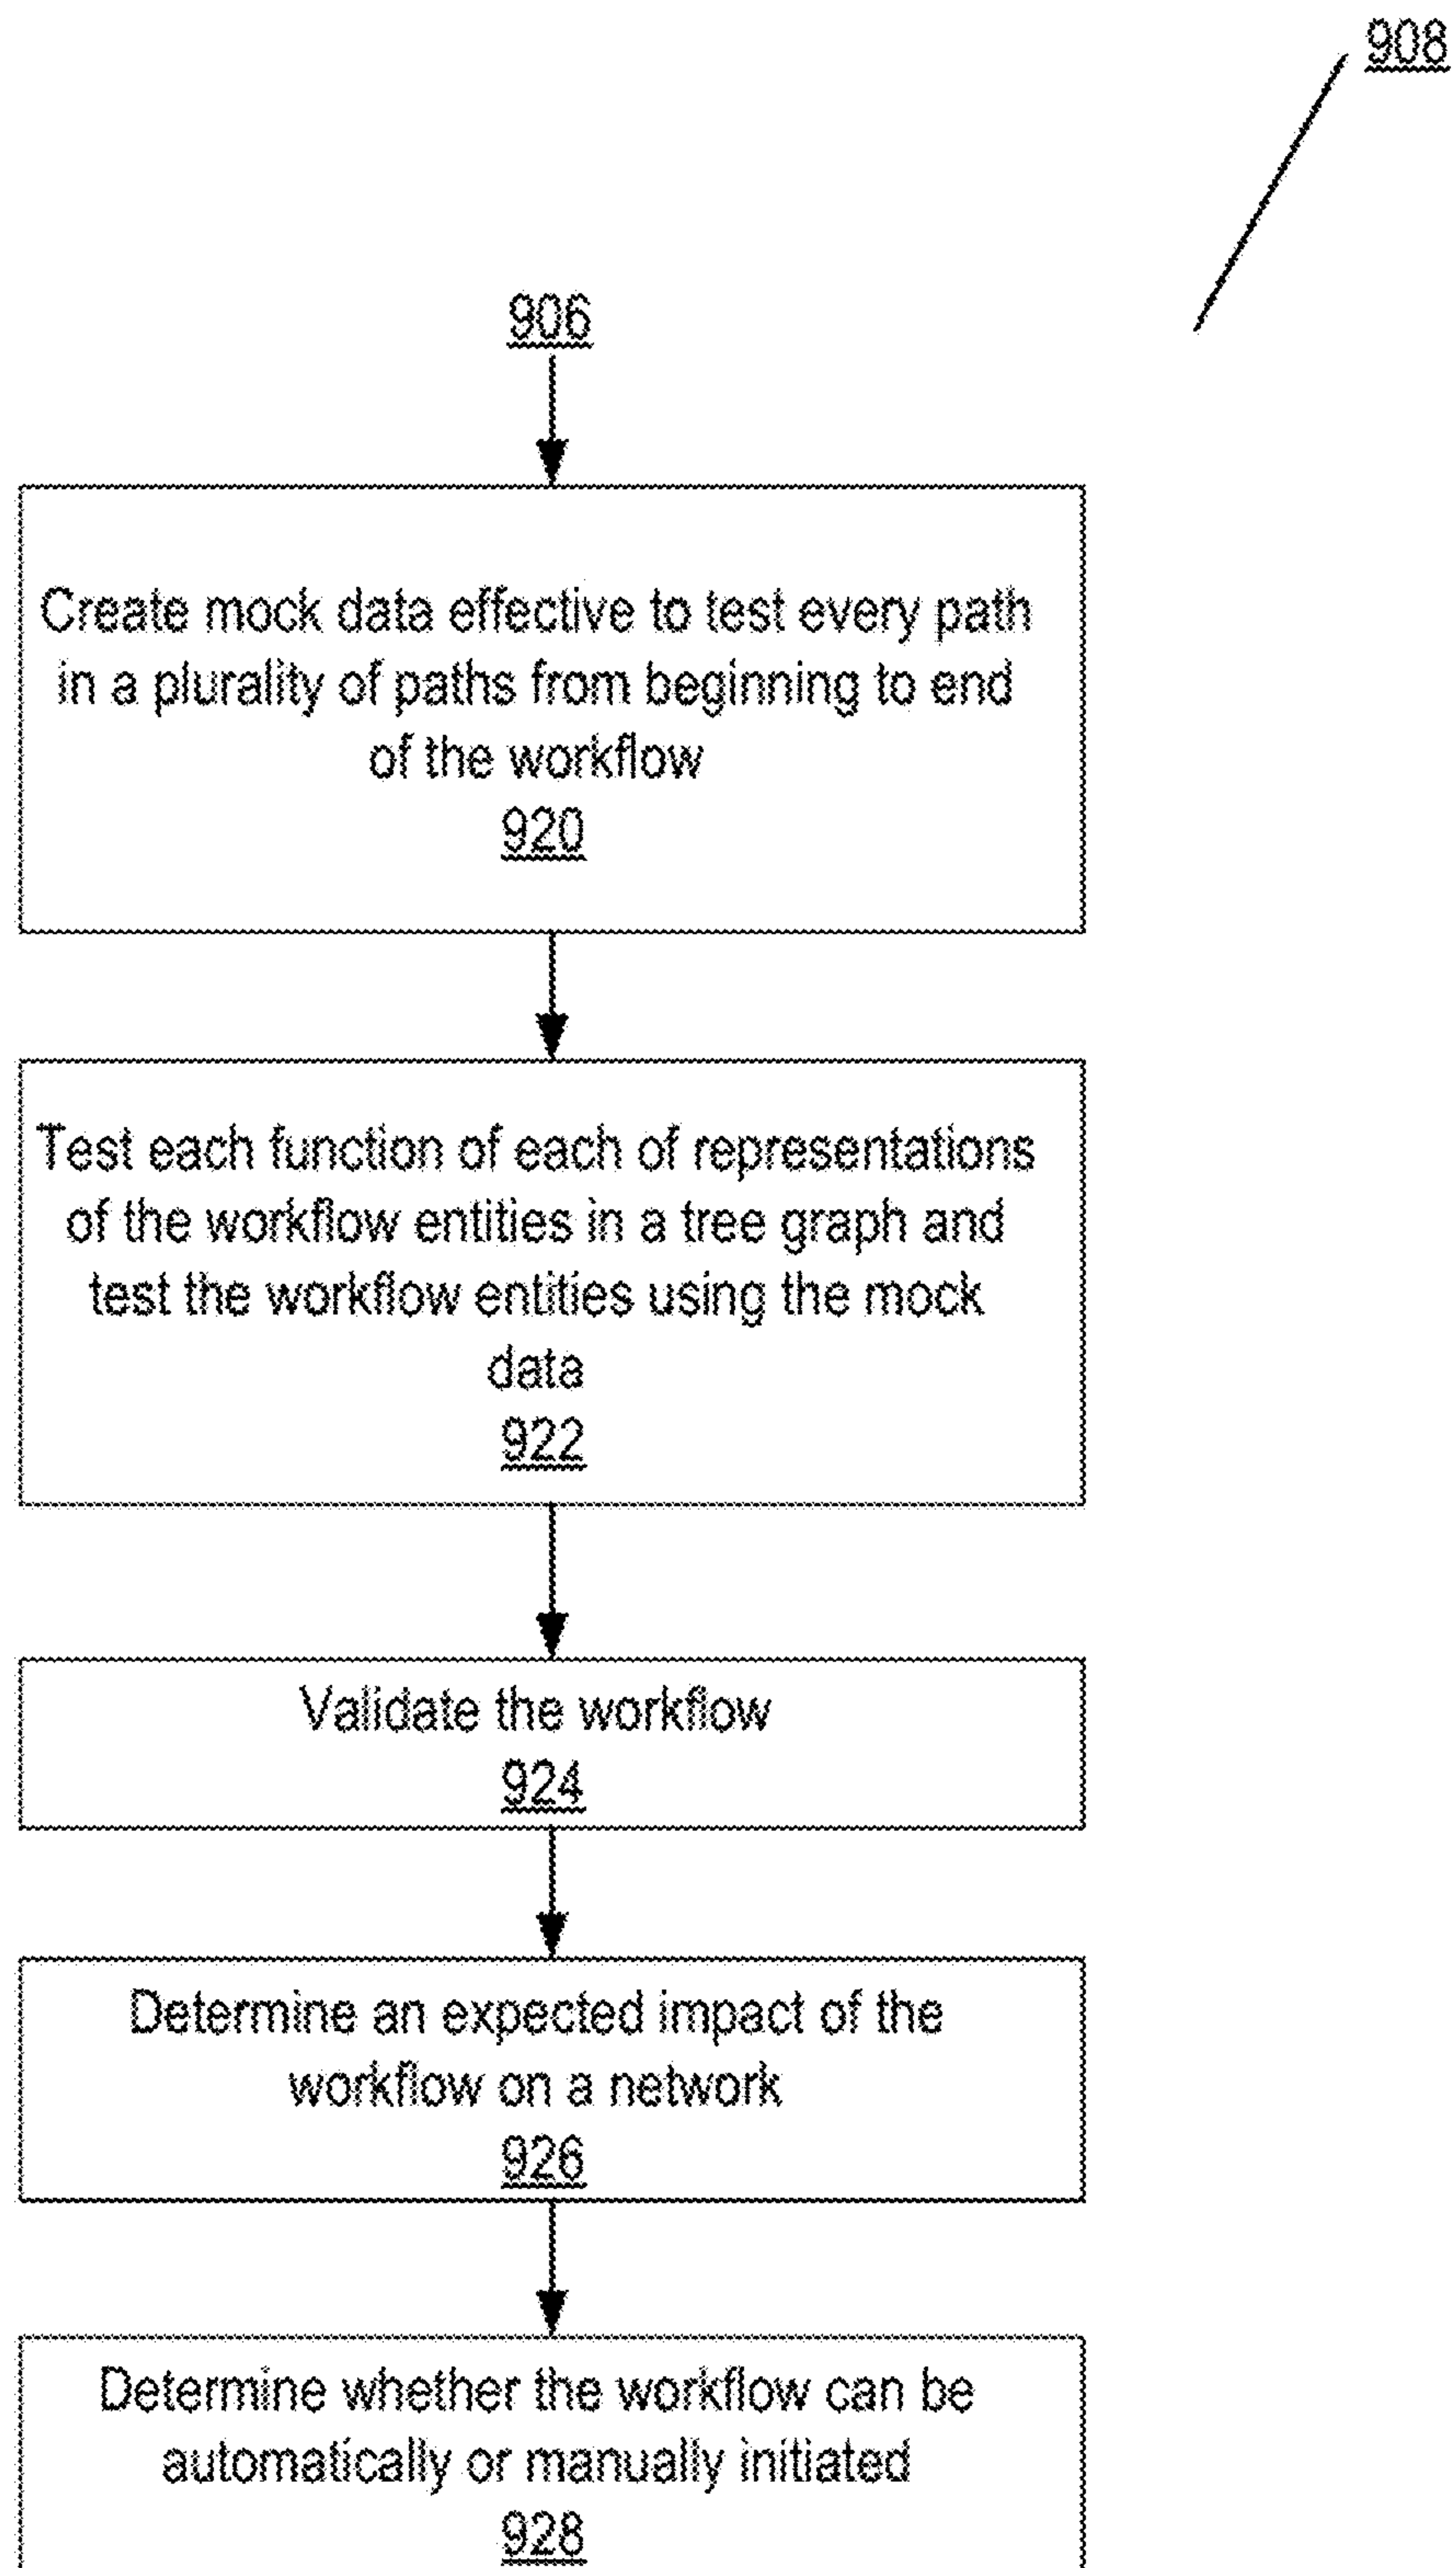 908
906
Create mock data effective to test every path
in a plurality of paths from beginning to end
of the workflow
920
Test each function of each of representations
of the workflow entities in a tree graph and
test the workflow entities using the mock
data
922
Validate the workflow
924
Determine an expected impact of the
workflow on a network
926
Determine whether the workflow can be
automatically or manually initiated
928